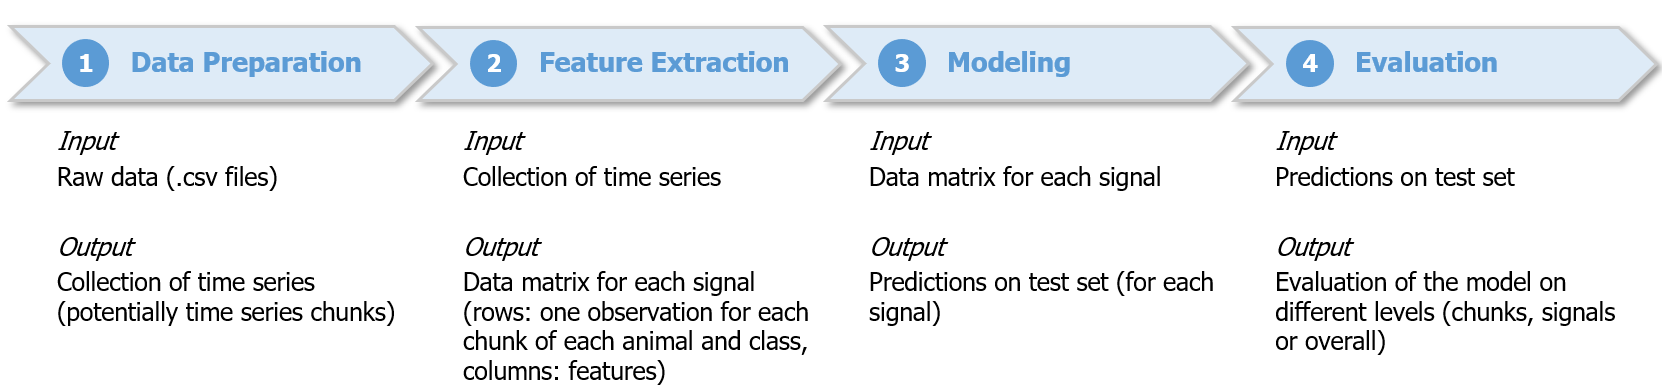 1 Data Preparation
Input
Raw data (.csv files)
Output
Collection of time series
(potentially time series chunks)
2 Feature Extraction
Input
Collection of time series
Output
Data matrix for each signal
(rows: one observation for each
chunk of each animal and class,
columns: features)
3 Modeling
Input
Data matrix for each signal
Output
Predictions on test set (for each
signal)
4 Evaluation
Input
Predictions on test set
Output
Evaluation of the model on
different levels (chunks, signals
or overall)